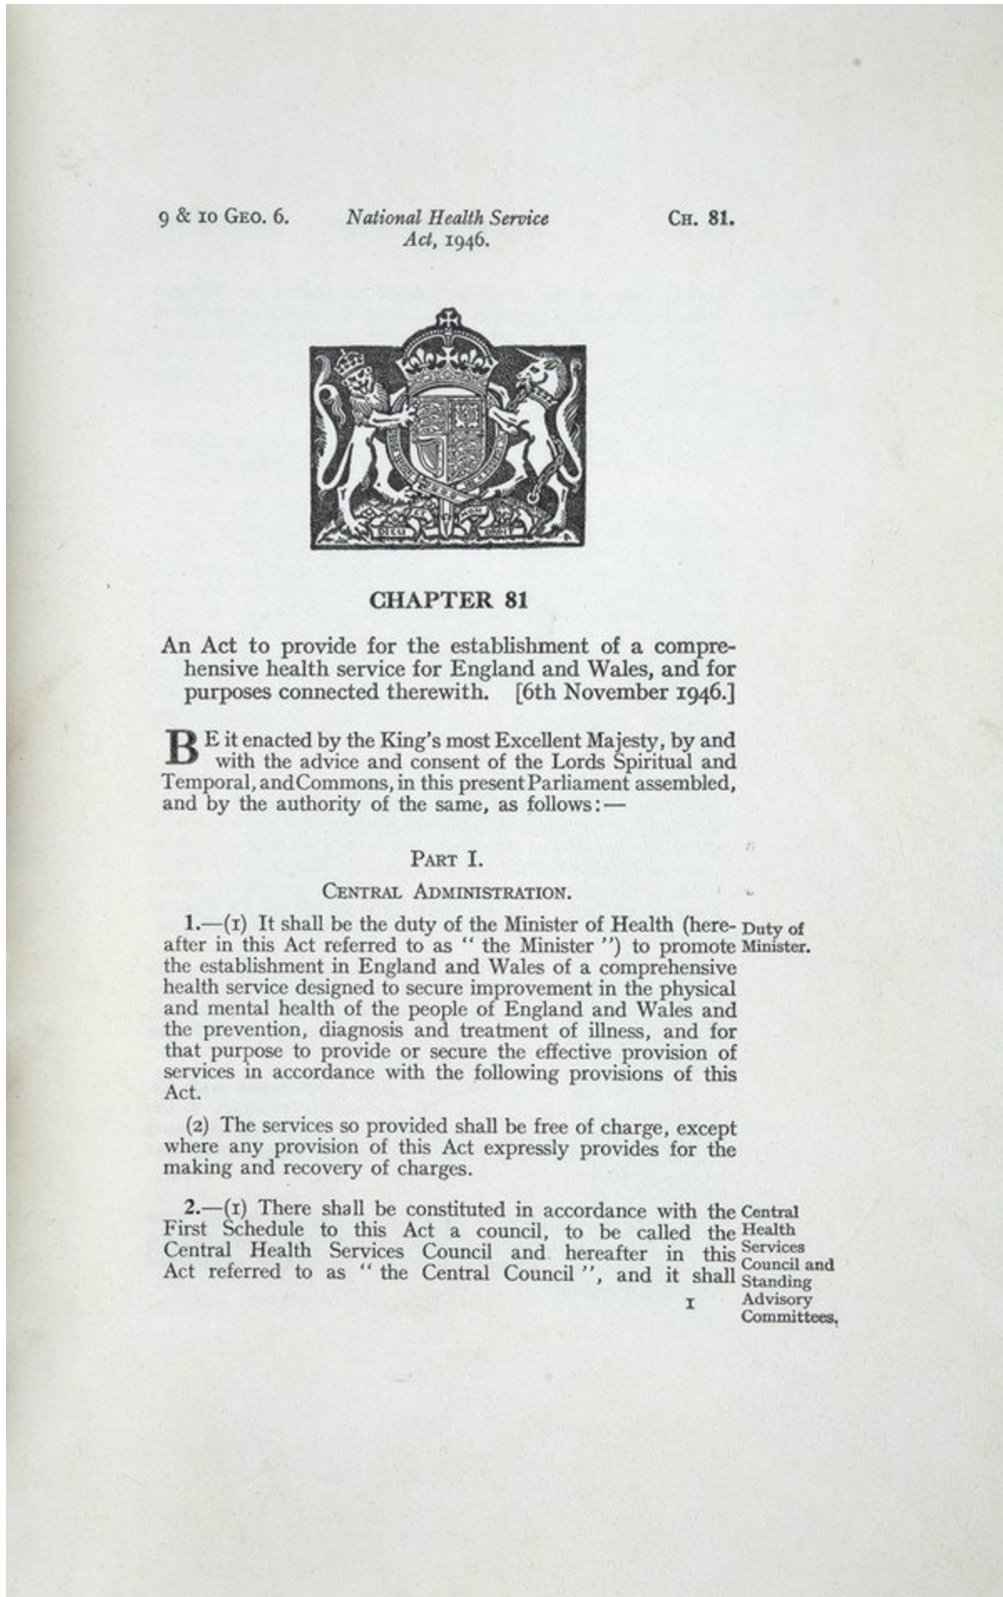 9 & 10 GEO. 6.
National Health Service
Act, 1946.
CH. 81.
DIEU ET MON DROIT
CHAPTER 81
An Act to provide for the establishment of a compre-
hensive health service for England and Wales, and for
purposes connected therewith. [6th November 1946.]
BE it enacted by the King's most Excellent Majesty, by and
with the advice and consent of the Lords Spiritual and
Temporal, and Commons, in this present Parliament assembled,
and by the authority of the same, as follows:—
PART I.
CENTRAL ADMINISTRATION.
1.—(1) It shall be the duty of the Minister of Health (here-
after in this Act referred to as " the Minister ") to promote
the establishment in England and Wales of a comprehensive
health service designed to secure improvement in the physical
and mental health of the people of England and Wales and
the prevention, diagnosis and treatment of illness, and for
that purpose to provide or secure the effective provision of
services in accordance with the following provisions of this
Act.
Duty of
Minister.
(2) The services so provided shall be free of charge, except
where any provision of this Act expressly provides for the
making and recovery of charges.
2.—(1) There shall be constituted in accordance with the
First Schedule to this Act a council, to be called the
Central Health Services Council and hereafter in this
Act referred to as " the Central Council ", and it shall
Central
Health
Services
Council and
Standing
Advisory
Committees,
1